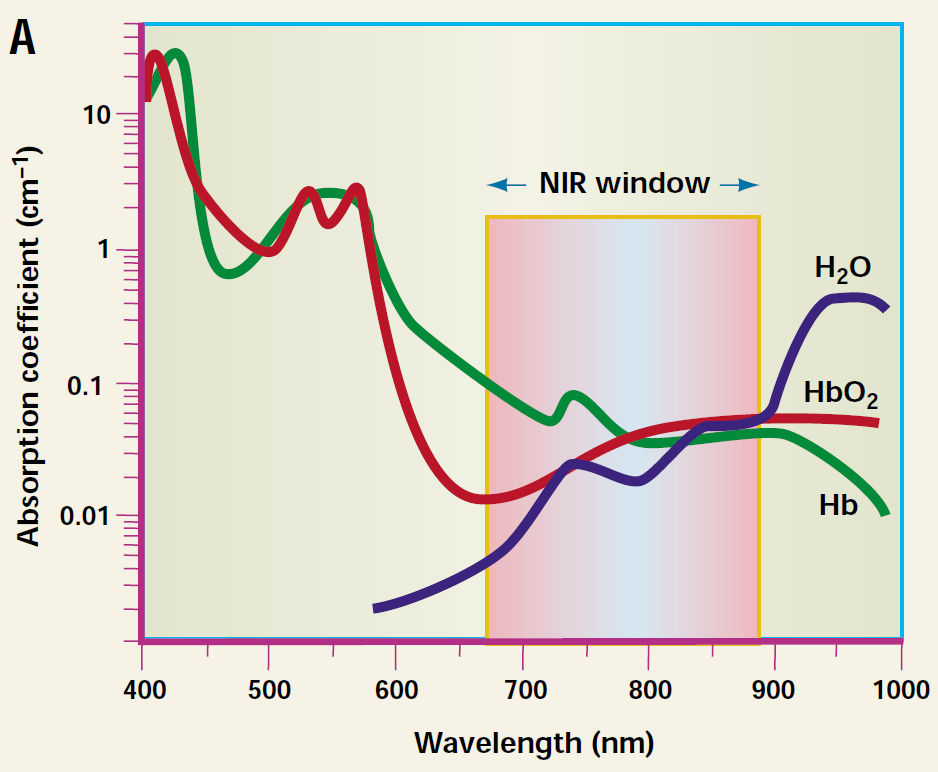 A
10
1
0.1
0.01
Absorption coefficient (cm⁻¹)
NIR window
H₂O
HbO₂
Hb
400 500 600 700 800 900 1000
Wavelength (nm)